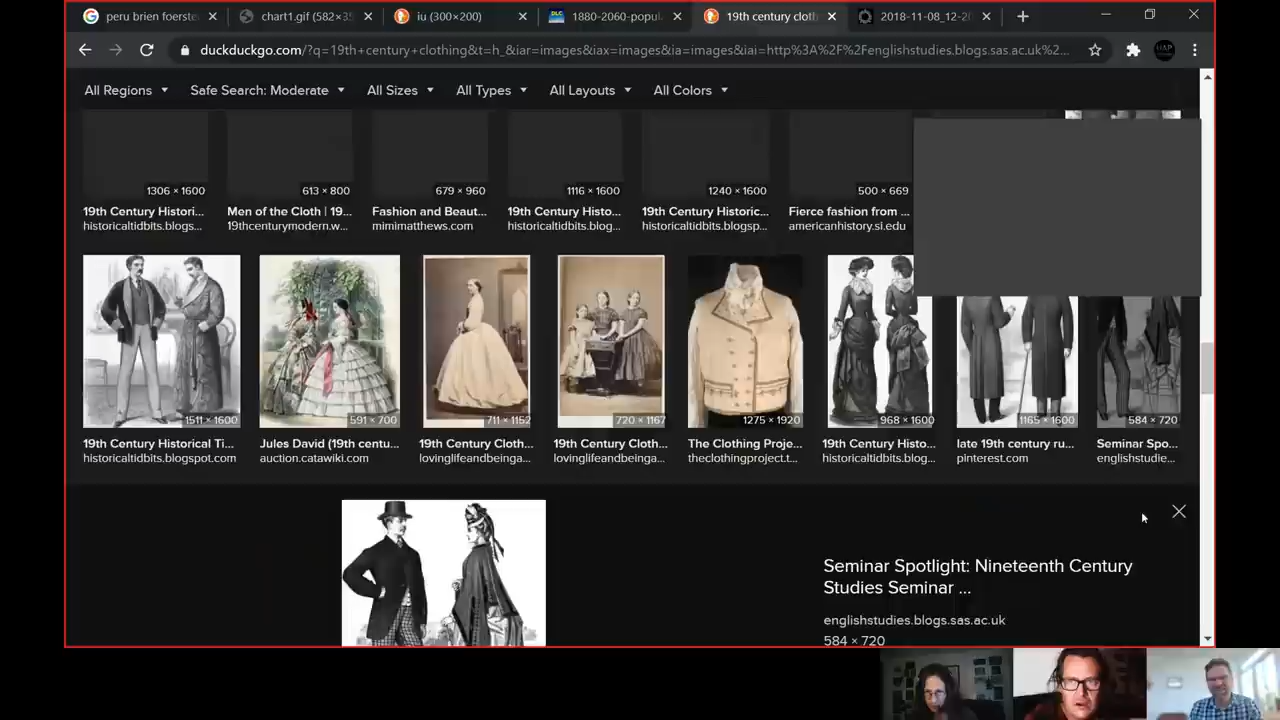 peru brien foerste
chart1.gif (582×35
iu (300×200)
1880-2060-popul
19th century cloth
2018-11-08_12-20
duckduckgo.com/?q=19th+century+clothing&t=h_&iar=images&iax=images&ia=images&iai=http%3A%2F%2Fenglishstudies.blogs.sas.ac.uk%2...
All Regions Safe Search: Moderate All Sizes All Types All Layouts All Colors
1306 × 1600 613 × 800 679 × 960 1116 × 1600 1240 × 1600 500 × 669
19th Century Histori... Men of the Cloth | 19... Fashion and Beaut... 19th Century Histo... 19th Century Historic... Fierce fashion from ...
historicaltidbits.blogs... 19thcenturymodern.w... mimimatthews.com historicaltidbits.blog... historicaltidbits.blogsp... americanhistory.si.edu
1511 × 1600 591 × 700 711 × 1152 720 × 1167 1275 × 1920 968 × 1600 1165 × 1600 584 × 720
19th Century Historical Ti... Jules David (19th centu... 19th Century Cloth... 19th Century Cloth... The Clothing Proje... 19th Century Histo... late 19th century ru... Seminar Spo...
historicaltidbits.blogspot.com auction.catawiki.com lovinglifeandbeinga... lovinglifeandbeinga... theclothingproject.t... historicaltidbits.blog... pinterest.com englishstudie...
Seminar Spotlight: Nineteenth Century
Studies Seminar ...
englishstudies.blogs.sas.ac.uk
584 × 720